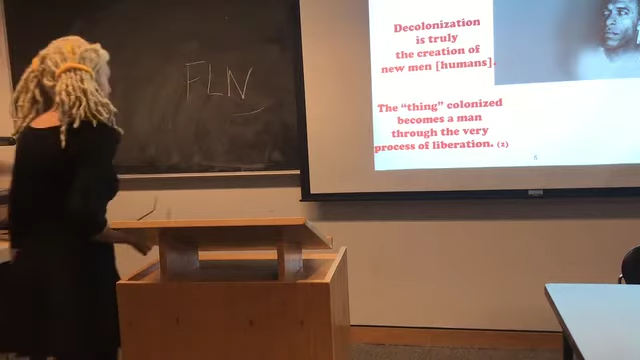 FLN
Decolonization
is truly
the creation of
new men [humans].
The “thing” colonized
becomes a man
through the very
process of liberation. (2)